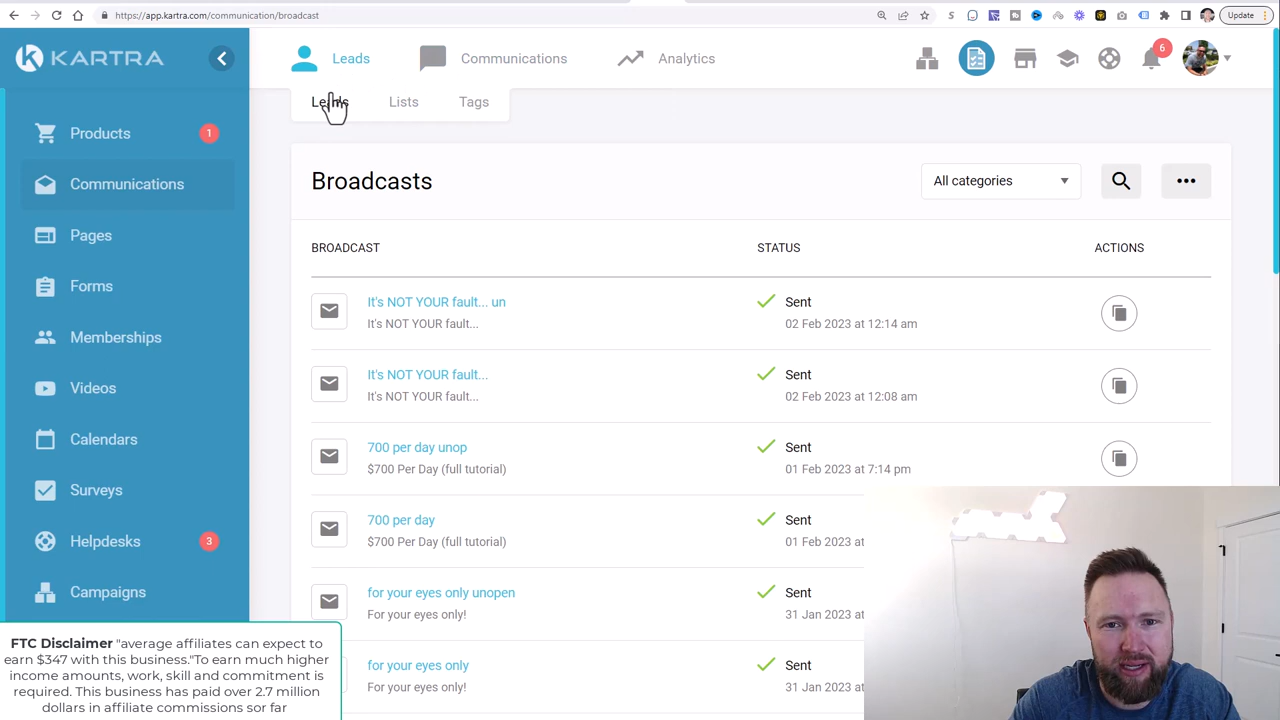 https://app.kartra.com/communication/broadcast
Update
KARTRA
Leads
Communications
Analytics
6
Leads
Lists
Tags
Products
1
Communications
Pages
Forms
Memberships
Videos
Calendars
Surveys
Helpdesks
3
Campaigns
Broadcasts
All categories
BROADCAST
STATUS
ACTIONS
It's NOT YOUR fault... un
It's NOT YOUR fault...
Sent
02 Feb 2023 at 12:14 am
It's NOT YOUR fault...
It's NOT YOUR fault...
Sent
02 Feb 2023 at 12:08 am
700 per day unop
$700 Per Day (full tutorial)
Sent
01 Feb 2023 at 7:14 pm
700 per day
$700 Per Day (full tutorial)
Sent
01 Feb 2023 at
for your eyes only unopen
For your eyes only!
Sent
31 Jan 2023 at
for your eyes only
For your eyes only!
Sent
31 Jan 2023 at
FTC Disclaimer "average affiliates can expect to
earn $347 with this business."To earn much higher
income amounts, work, skill and commitment is
required. This business has paid over 2.7 million
dollars in affiliate commissions sor far